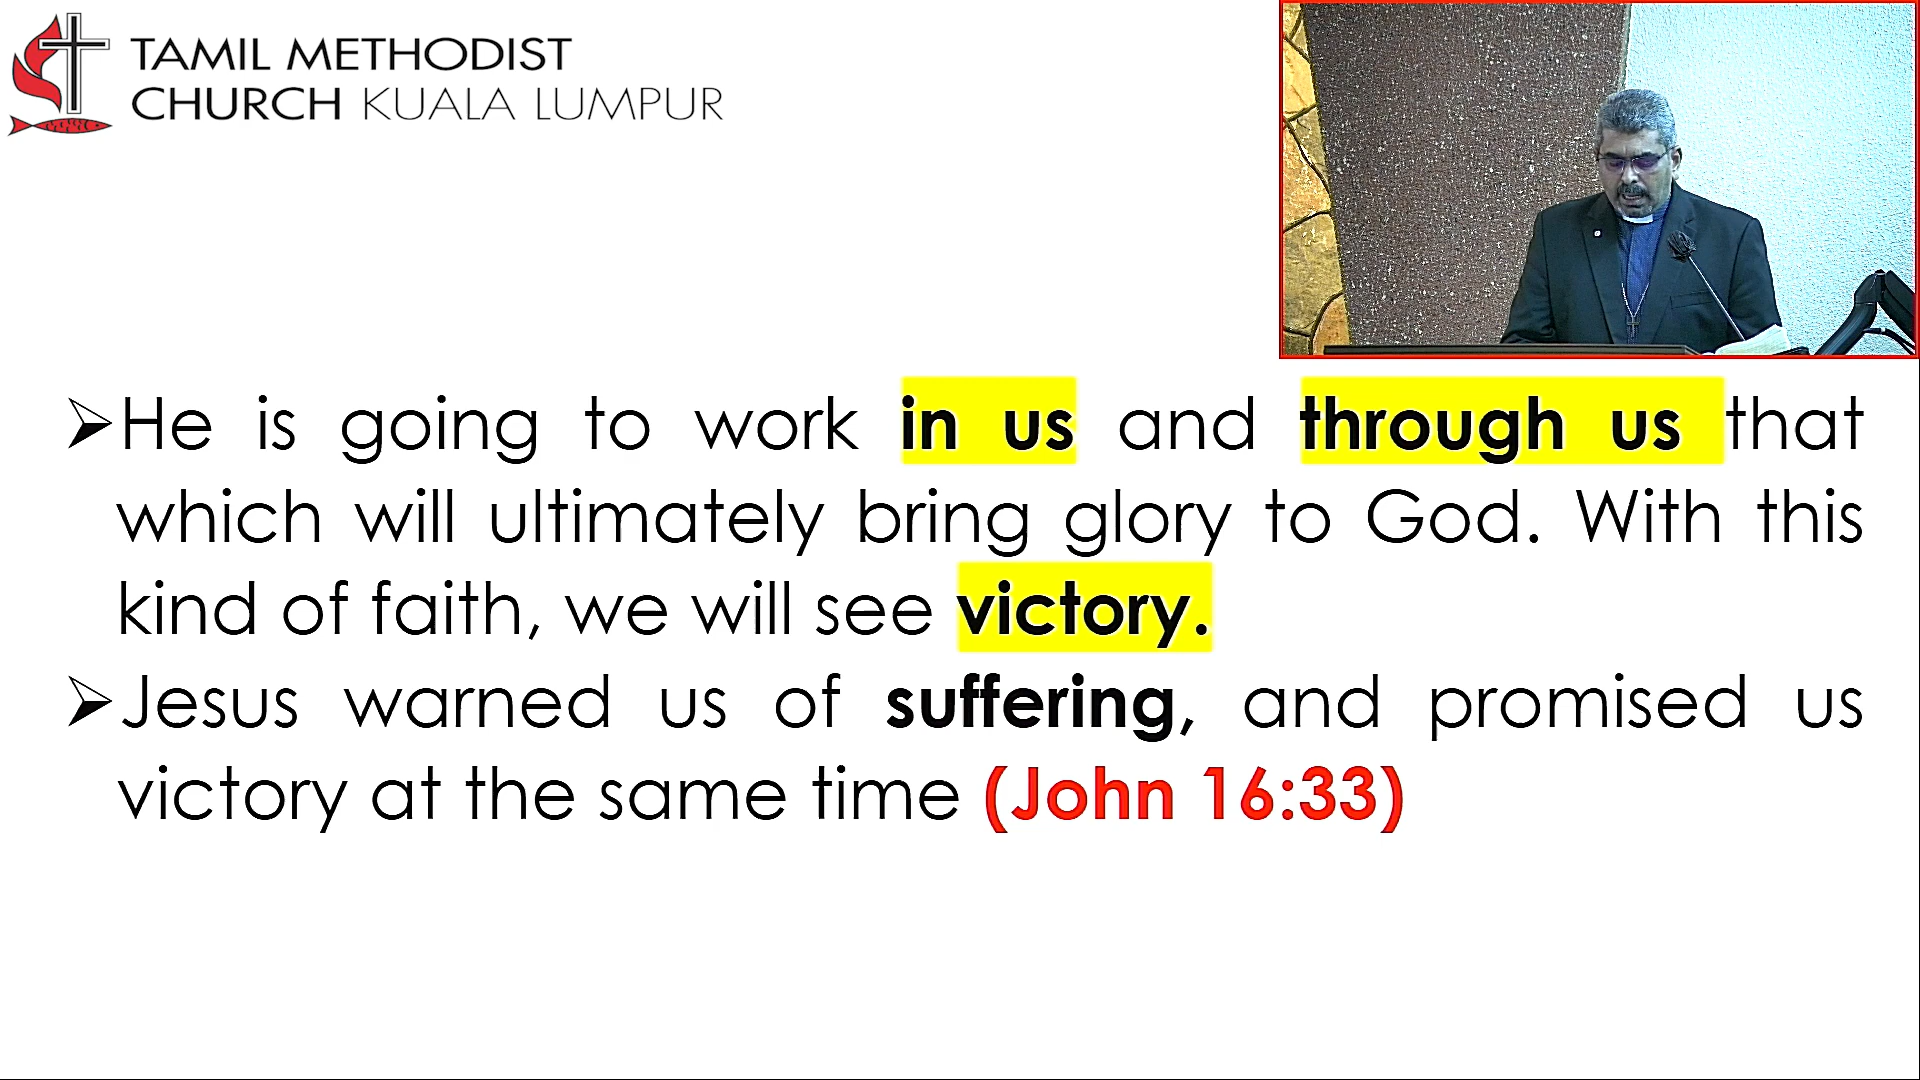 TAMIL METHODIST
CHURCH KUALA LUMPUR
➢He is going to work in us and through us that
which will ultimately bring glory to God. With this
kind of faith, we will see victory.
➢Jesus warned us of suffering, and promised us
victory at the same time (John 16:33)